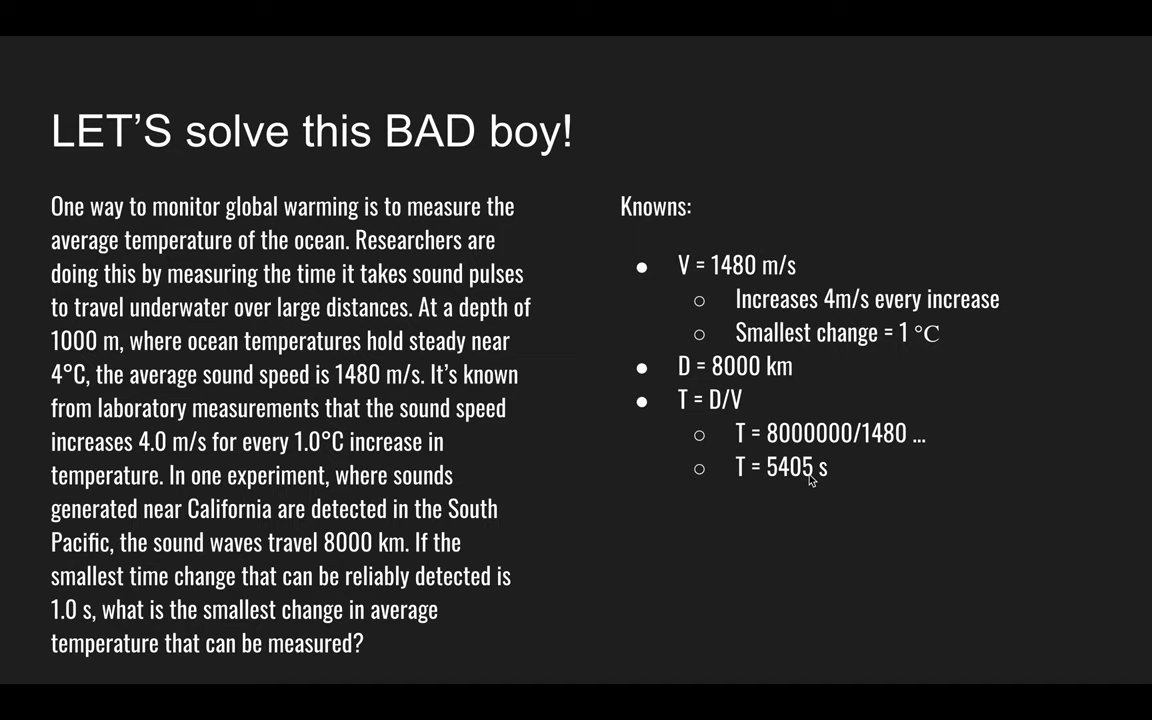 LET'S solve this BAD boy!
One way to monitor global warming is to measure the
average temperature of the ocean. Researchers are
doing this by measuring the time it takes sound pulses
to travel underwater over large distances. At a depth of
1000 m, where ocean temperatures hold steady near
4°C, the average sound speed is 1480 m/s. It's known
from laboratory measurements that the sound speed
increases 4.0 m/s for every 1.0°C increase in
temperature. In one experiment, where sounds
generated near California are detected in the South
Pacific, the sound waves travel 8000 km. If the
smallest time change that can be reliably detected is
1.0 s, what is the smallest change in average
temperature that can be measured?
Knowns:
● V = 1480 m/s
○ Increases 4m/s every increase
○ Smallest change = 1 °C
● D = 8000 km
● T = D/V
○ T = 8000000/1480 ...
○ T = 5405 s